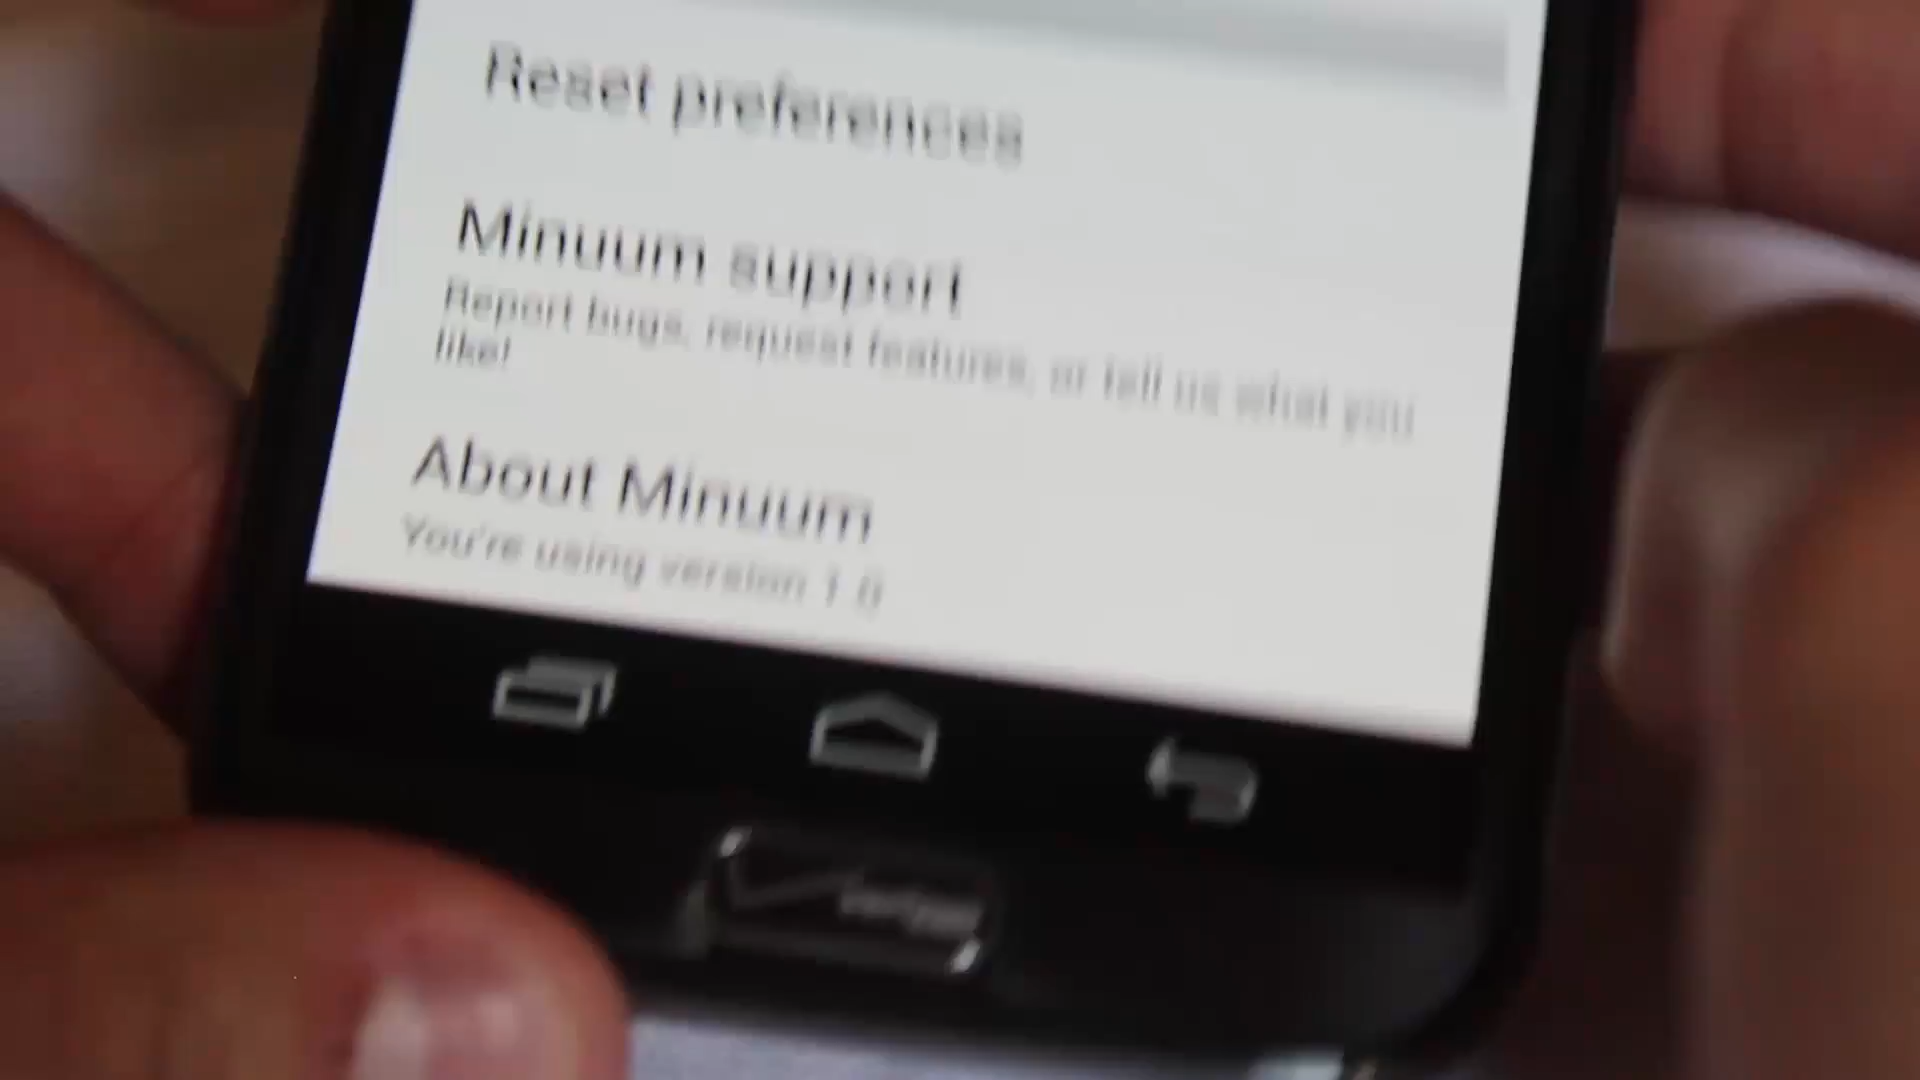 Reset preferences
Minuum support
Report bugs, request features, or tell us what you
like!
About Minuum
You're using version 1.0
verizon